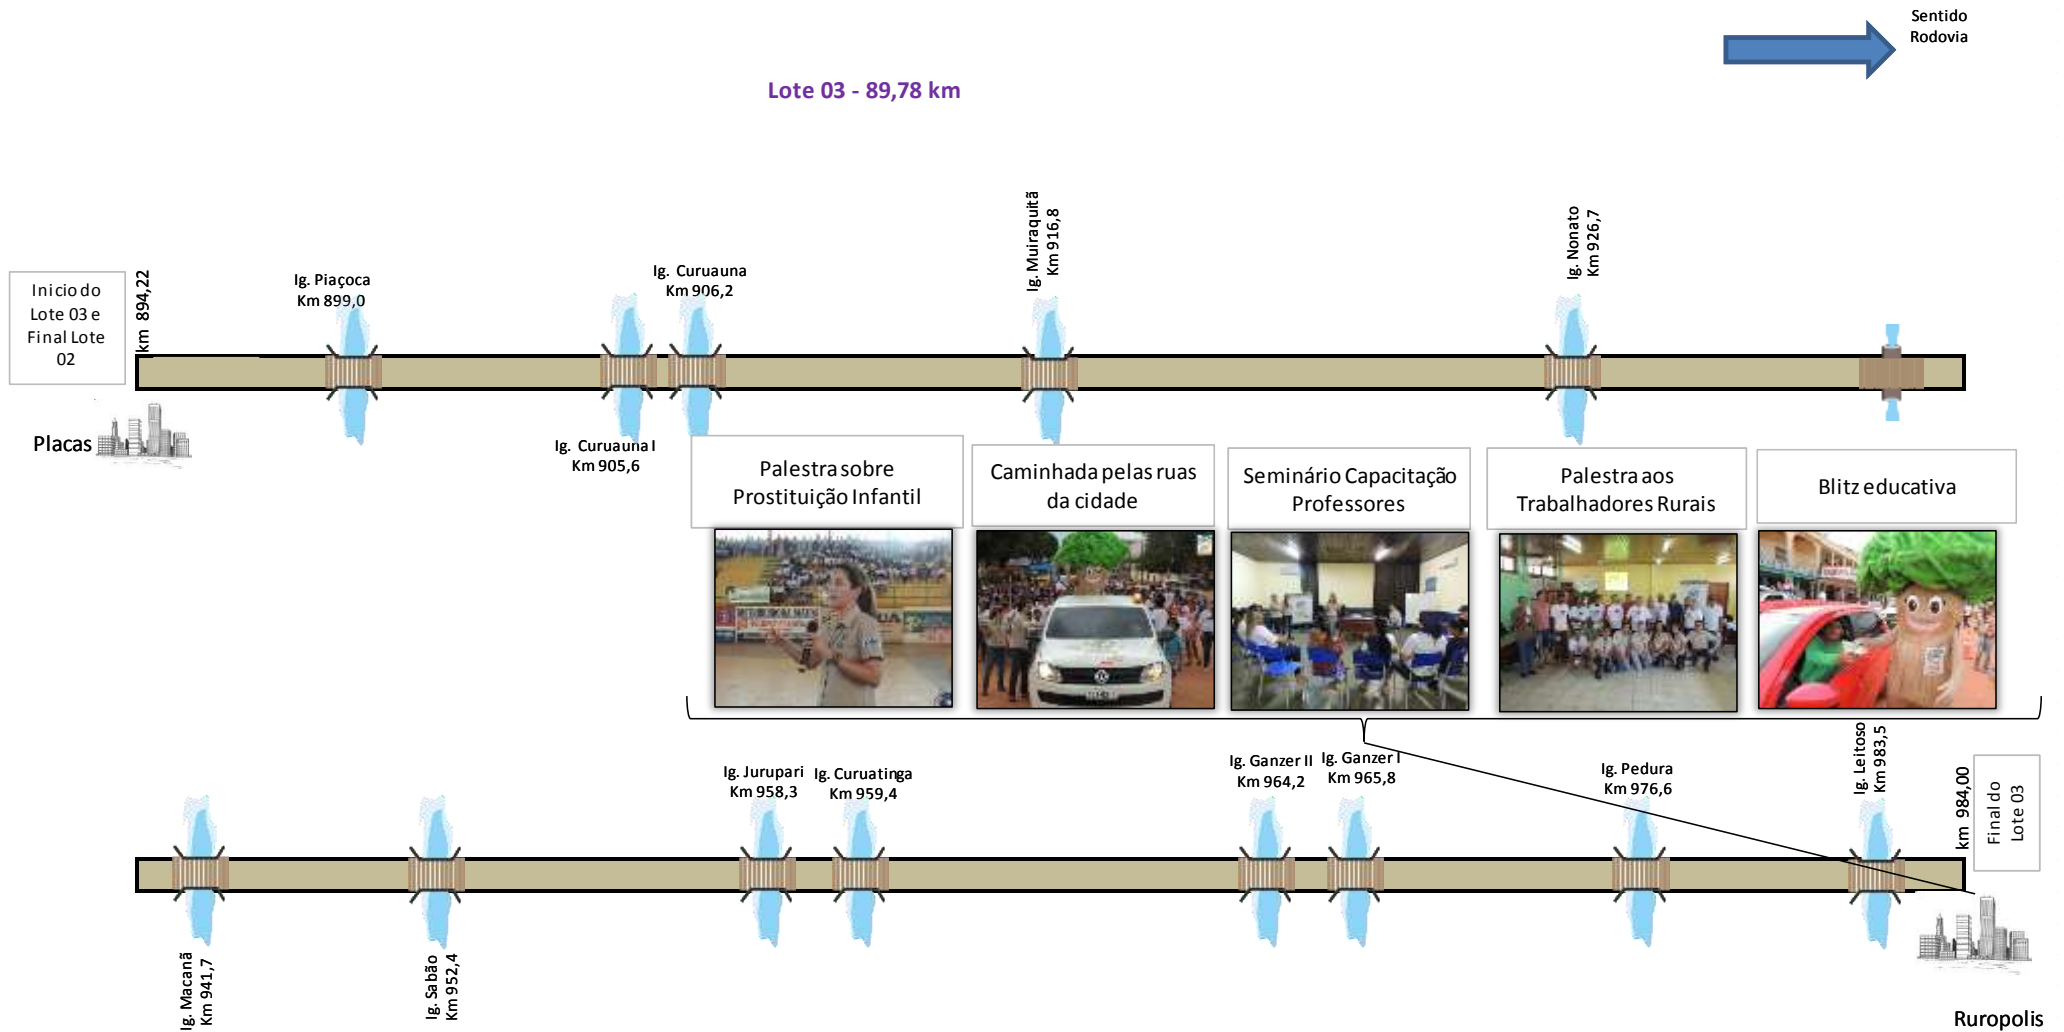 Sentido
Rodovia
Lote 03 - 89,78 km
Inicio do
Lote 03 e
Final Lote
02
km 894,22
Ig. Piaçoca
Km 899,0
Ig. Curuauna I
Km 905,6
Ig. Curuauna
Km 906,2
Ig. Muiraquitã
Km 916,8
Ig. Nonato
Km 926,7
Placas
Palestra sobre
Prostituição Infantil
Caminhada pelas ruas
da cidade
Seminário Capacitação
Professores
Palestra aos
Trabalhadores Rurais
Blitz educativa
Ig. Macanã
Km 941,7
Ig. Sabão
Km 952,4
Ig. Jurupari
Km 958,3
Ig. Curuatinga
Km 959,4
Ig. Ganzer II
Km 964,2
Ig. Ganzer I
Km 965,8
Ig. Pedura
Km 976,6
Ig. Leitoso
Km 983,5
km 984,00
Final do
Lote 03
Ruropolis